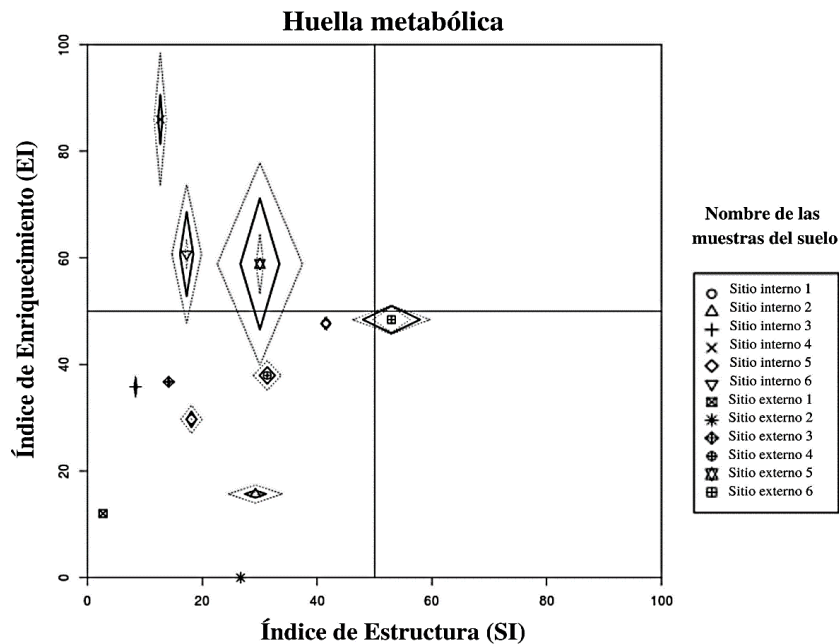 Huella metabólica
Índice de Enriquecimiento (EI)
100
80
60
40
20
0
0
20
40
60
80
100
Índice de Estructura (SI)
Nombre de las
muestras del suelo
Sitio interno 1
Sitio interno 2
Sitio interno 3
Sitio interno 4
Sitio interno 5
Sitio interno 6
Sitio externo 1
Sitio externo 2
Sitio externo 3
Sitio externo 4
Sitio externo 5
Sitio externo 6